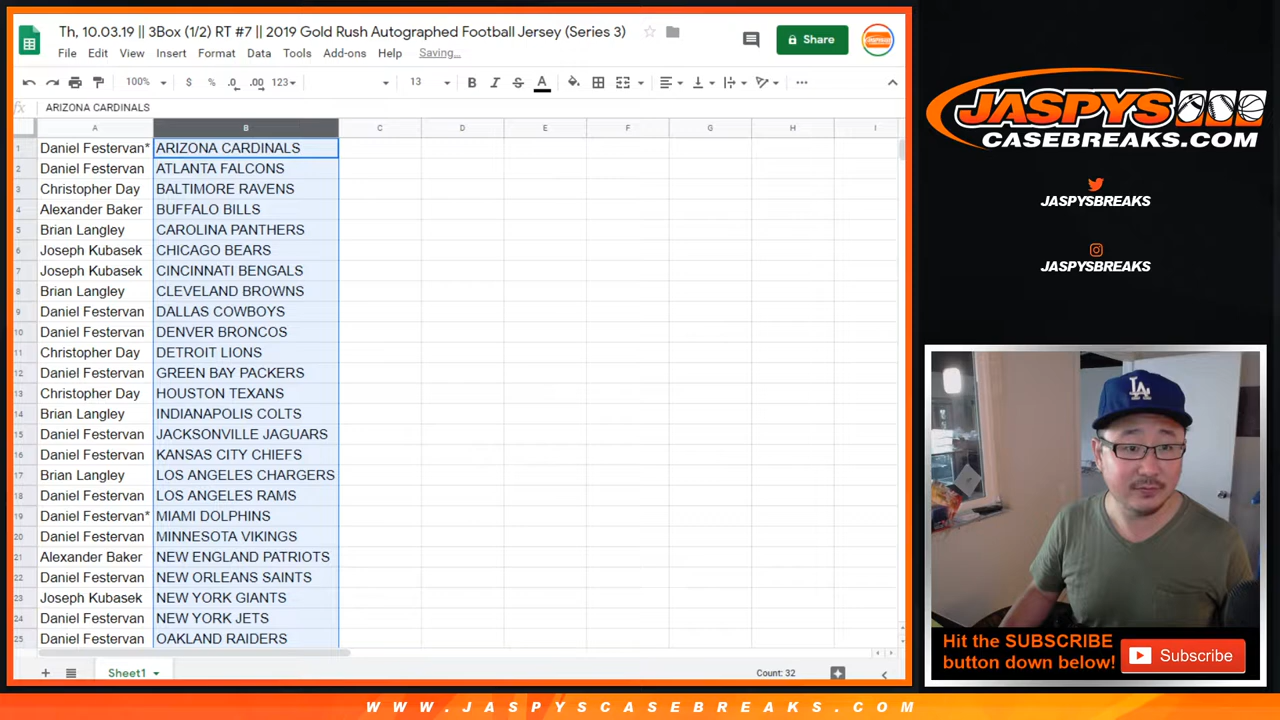 Th, 10.03.19 || 3Box (1/2) RT #7 || 2019 Gold Rush Autographed Football Jersey (Series 3)
File Edit View Insert Format Data Tools Add-ons Help Saving...
Share
100% $ % .0 .00 123 13 B I S A
fx ARIZONA CARDINALS
A B C D E F G H I
1 Daniel Festervan* ARIZONA CARDINALS
2 Daniel Festervan ATLANTA FALCONS
3 Christopher Day BALTIMORE RAVENS
4 Alexander Baker BUFFALO BILLS
5 Brian Langley CAROLINA PANTHERS
6 Joseph Kubasek CHICAGO BEARS
7 Joseph Kubasek CINCINNATI BENGALS
8 Brian Langley CLEVELAND BROWNS
9 Daniel Festervan DALLAS COWBOYS
10 Daniel Festervan DENVER BRONCOS
11 Christopher Day DETROIT LIONS
12 Daniel Festervan GREEN BAY PACKERS
13 Christopher Day HOUSTON TEXANS
14 Brian Langley INDIANAPOLIS COLTS
15 Daniel Festervan JACKSONVILLE JAGUARS
16 Daniel Festervan KANSAS CITY CHIEFS
17 Brian Langley LOS ANGELES CHARGERS
18 Daniel Festervan LOS ANGELES RAMS
19 Daniel Festervan* MIAMI DOLPHINS
20 Daniel Festervan MINNESOTA VIKINGS
21 Alexander Baker NEW ENGLAND PATRIOTS
22 Daniel Festervan NEW ORLEANS SAINTS
23 Joseph Kubasek NEW YORK GIANTS
24 Daniel Festervan NEW YORK JETS
25 Daniel Festervan OAKLAND RAIDERS
Sheet1 Count: 32
JASPYS
CASEBREAKS.COM
JASPYSBREAKS
JASPYSBREAKS
LA
Hit the SUBSCRIBE
button down below!
Subscribe
WWW.JASPYSCASEBREAKS.COM